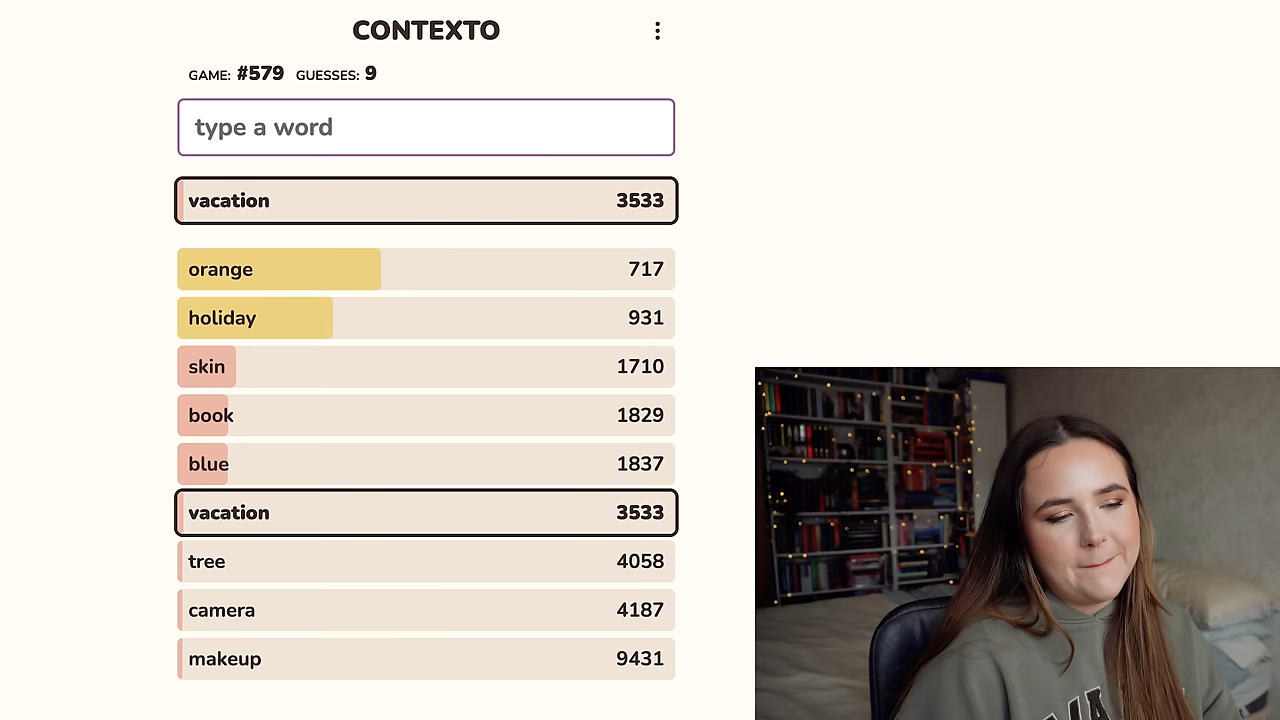 CONTEXTO
GAME: #579 GUESSES: 9
type a word
vacation 3533
orange 717
holiday 931
skin 1710
book 1829
blue 1837
vacation 3533
tree 4058
camera 4187
makeup 9431